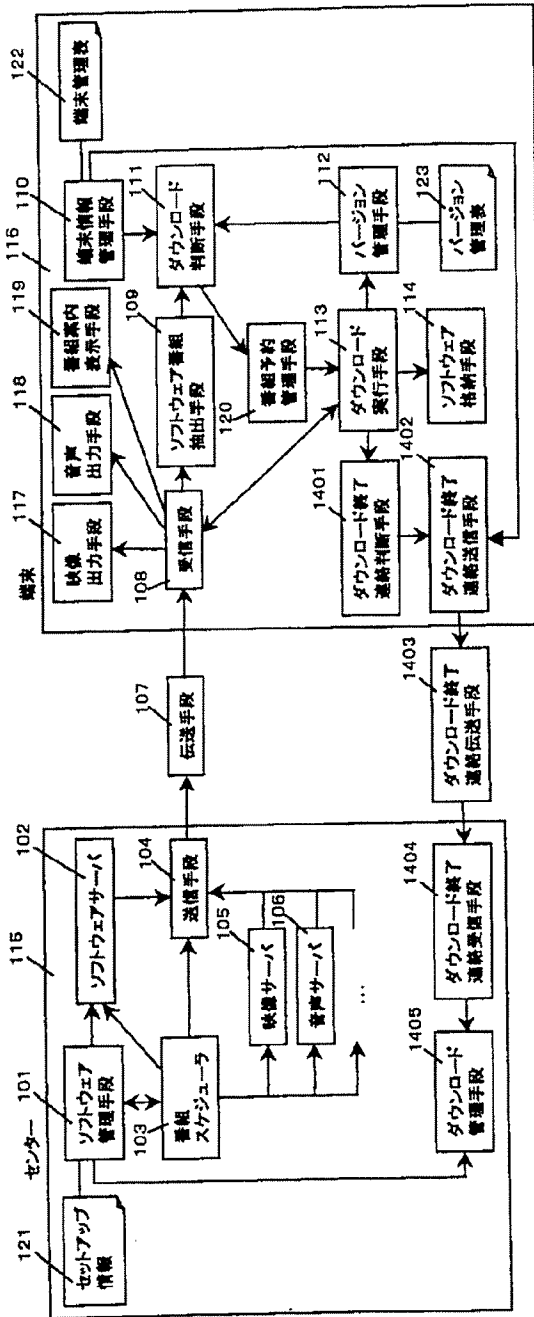 センター
115
121
セットアップ
情報
101
ソフトウェア
管理手段
102
ソフトウェアサーバ
103
番組
スケジューラ
104
送信手段
105
映像サーバ
106
音声サーバ
…
1405
ダウンロード
管理手段
1404
ダウンロード終了
連絡受信手段
107
伝送手段
1403
ダウンロード終了
連絡伝送手段
端末
116
117
映像
出力手段
118
音声
出力手段
119
番組案内
表示手段
110
端末情報
管理手段
122
端末管理表
108
受信手段
109
ソフトウェア番組
抽出手段
111
ダウンロード
判断手段
120
番組予約
管理手段
113
ダウンロード
実行手段
112
バージョン
管理手段
123
バージョン
管理表
114
ソフトウェア
格納手段
1401
ダウンロード終了
連絡判断手段
1402
ダウンロード終了
連絡送信手段